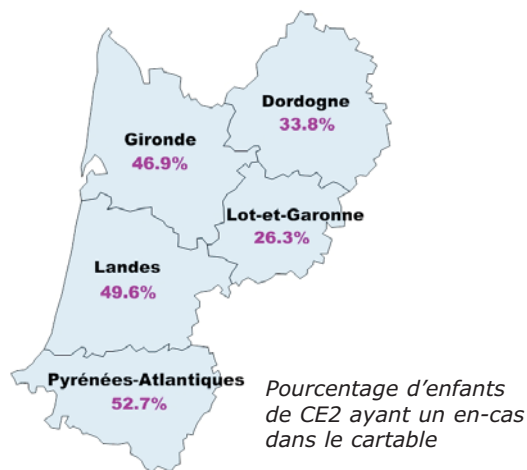 Dordogne
33.8%
Gironde
46.9%
Lot-et-Garonne
26.3%
Landes
49.6%
Pyrénées-Atlantiques
52.7%
Pourcentage d'enfants
de CE2 ayant un en-cas
dans le cartable